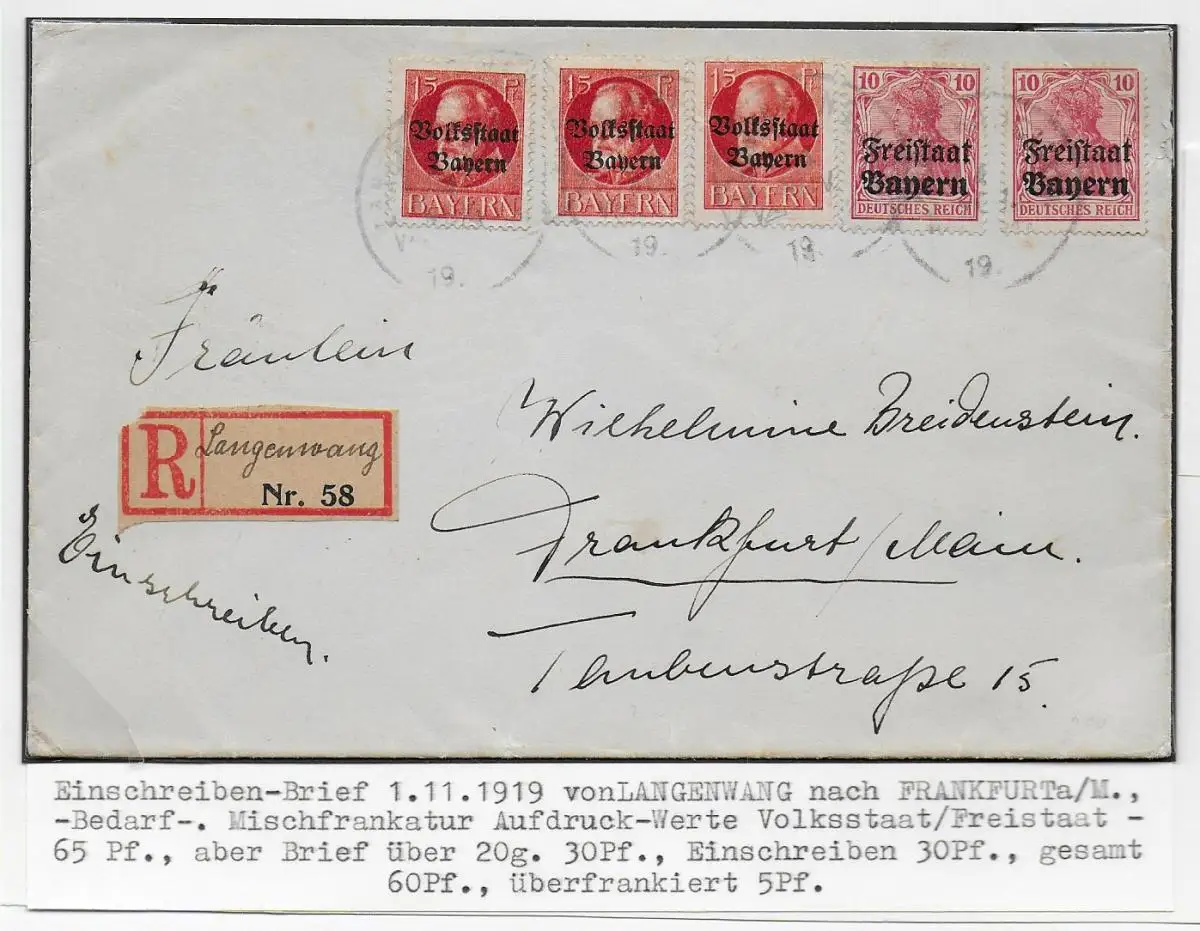 15 Pf
Volksstaat
Bayern
BAYERN
15 Pf
Volksstaat
Bayern
BAYERN
15 Pf
Volksstaat
Bayern
BAYERN
10 10
Freistaat
Bayern
DEUTSCHES REICH
10 10
Freistaat
Bayern
DEUTSCHES REICH
19.
19.
19.
19.
Fräulein
Wilhelmine Breidenstein.
R Langenwang
Nr. 58
Einschreiben.
Frankfurt/Main.
Taubenstraße 15.
Einschreiben-Brief 1.11.1919 vonLANGENWANG nach FRANKFURTa/M.,
-Bedarf-. Mischfrankatur Aufdruck-Werte Volksstaat/Freistaat -
65 Pf., aber Brief über 20g. 30Pf., Einschreiben 30Pf., gesamt
60Pf., überfrankiert 5Pf.